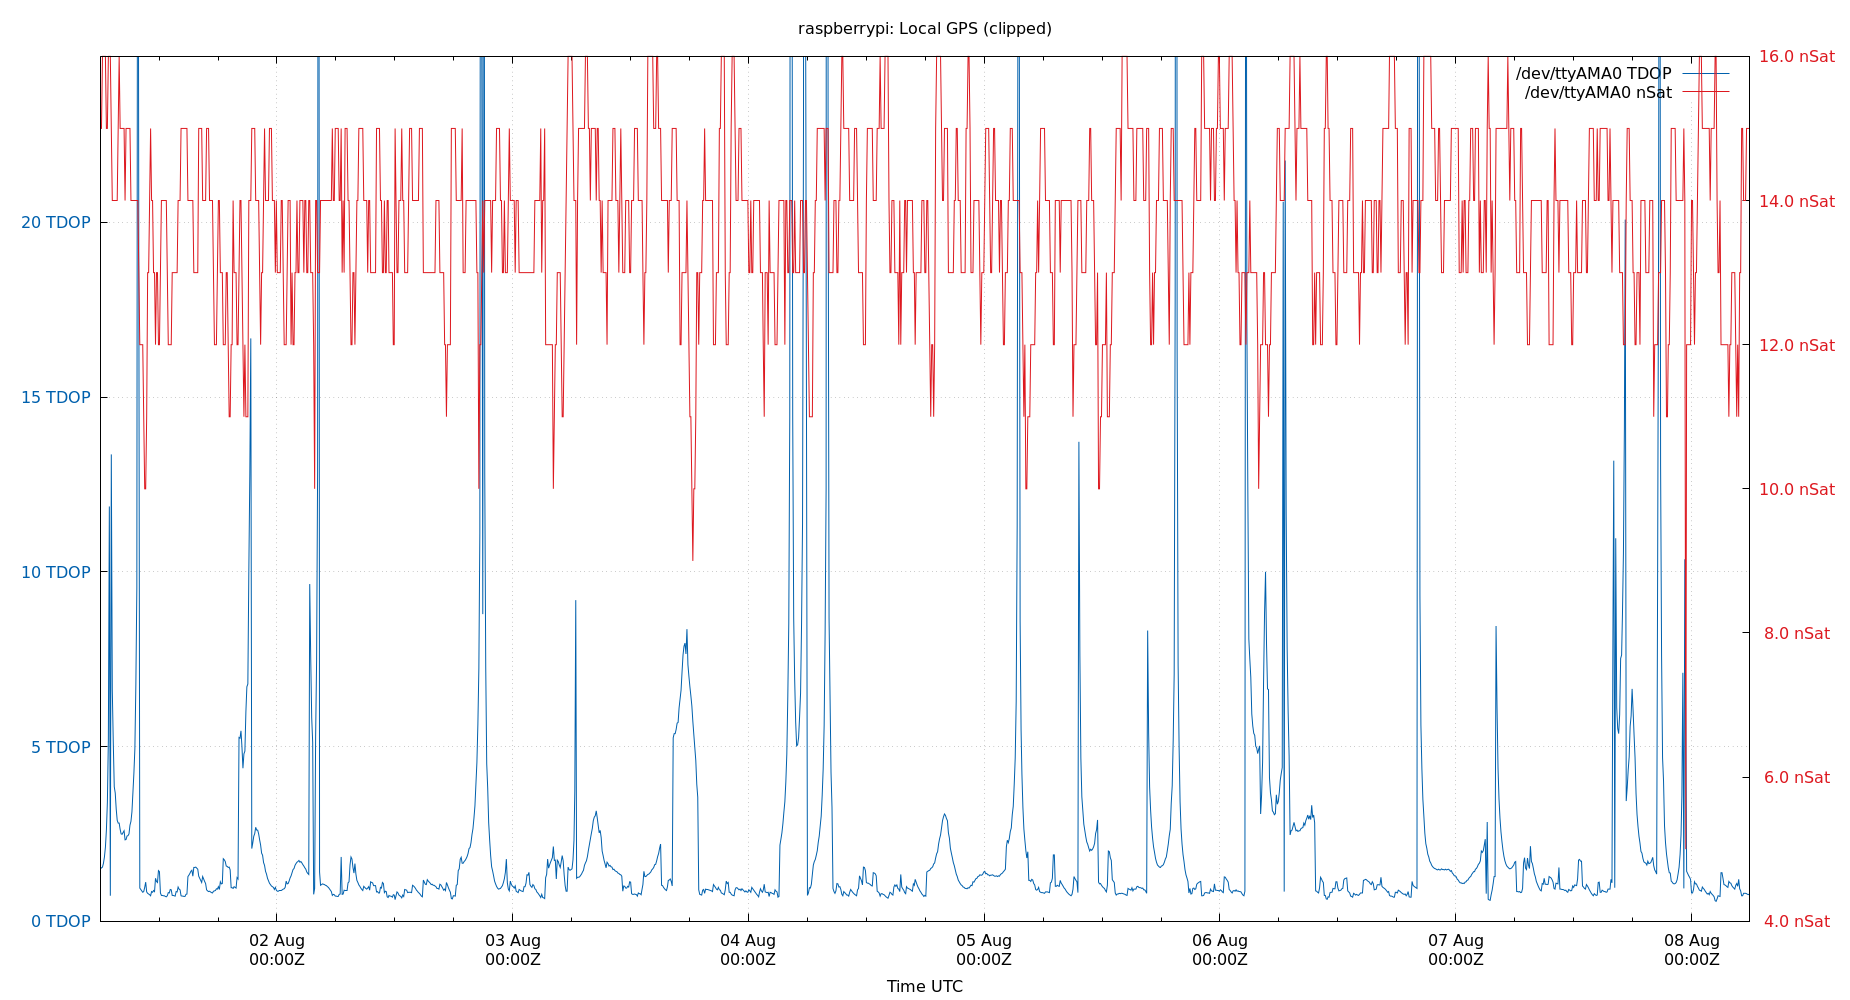 raspberrypi: Local GPS (clipped)
16.0 nSat
/dev/ttyAMA0 TDOP
/dev/ttyAMA0 nSat
20 TDOP
14.0 nSat
12.0 nSat
15 TDOP
10.0 nSat
10 TDOP
8.0 nSat
5 TDOP
6.0 nSat
0 TDOP
4.0 nSat
02 Aug 03 Aug 04 Aug 05 Aug 06 Aug 07 Aug 08 Aug
00:00Z 00:00Z 00:00Z 00:00Z 00:00Z 00:00Z 00:00Z
Time UTC